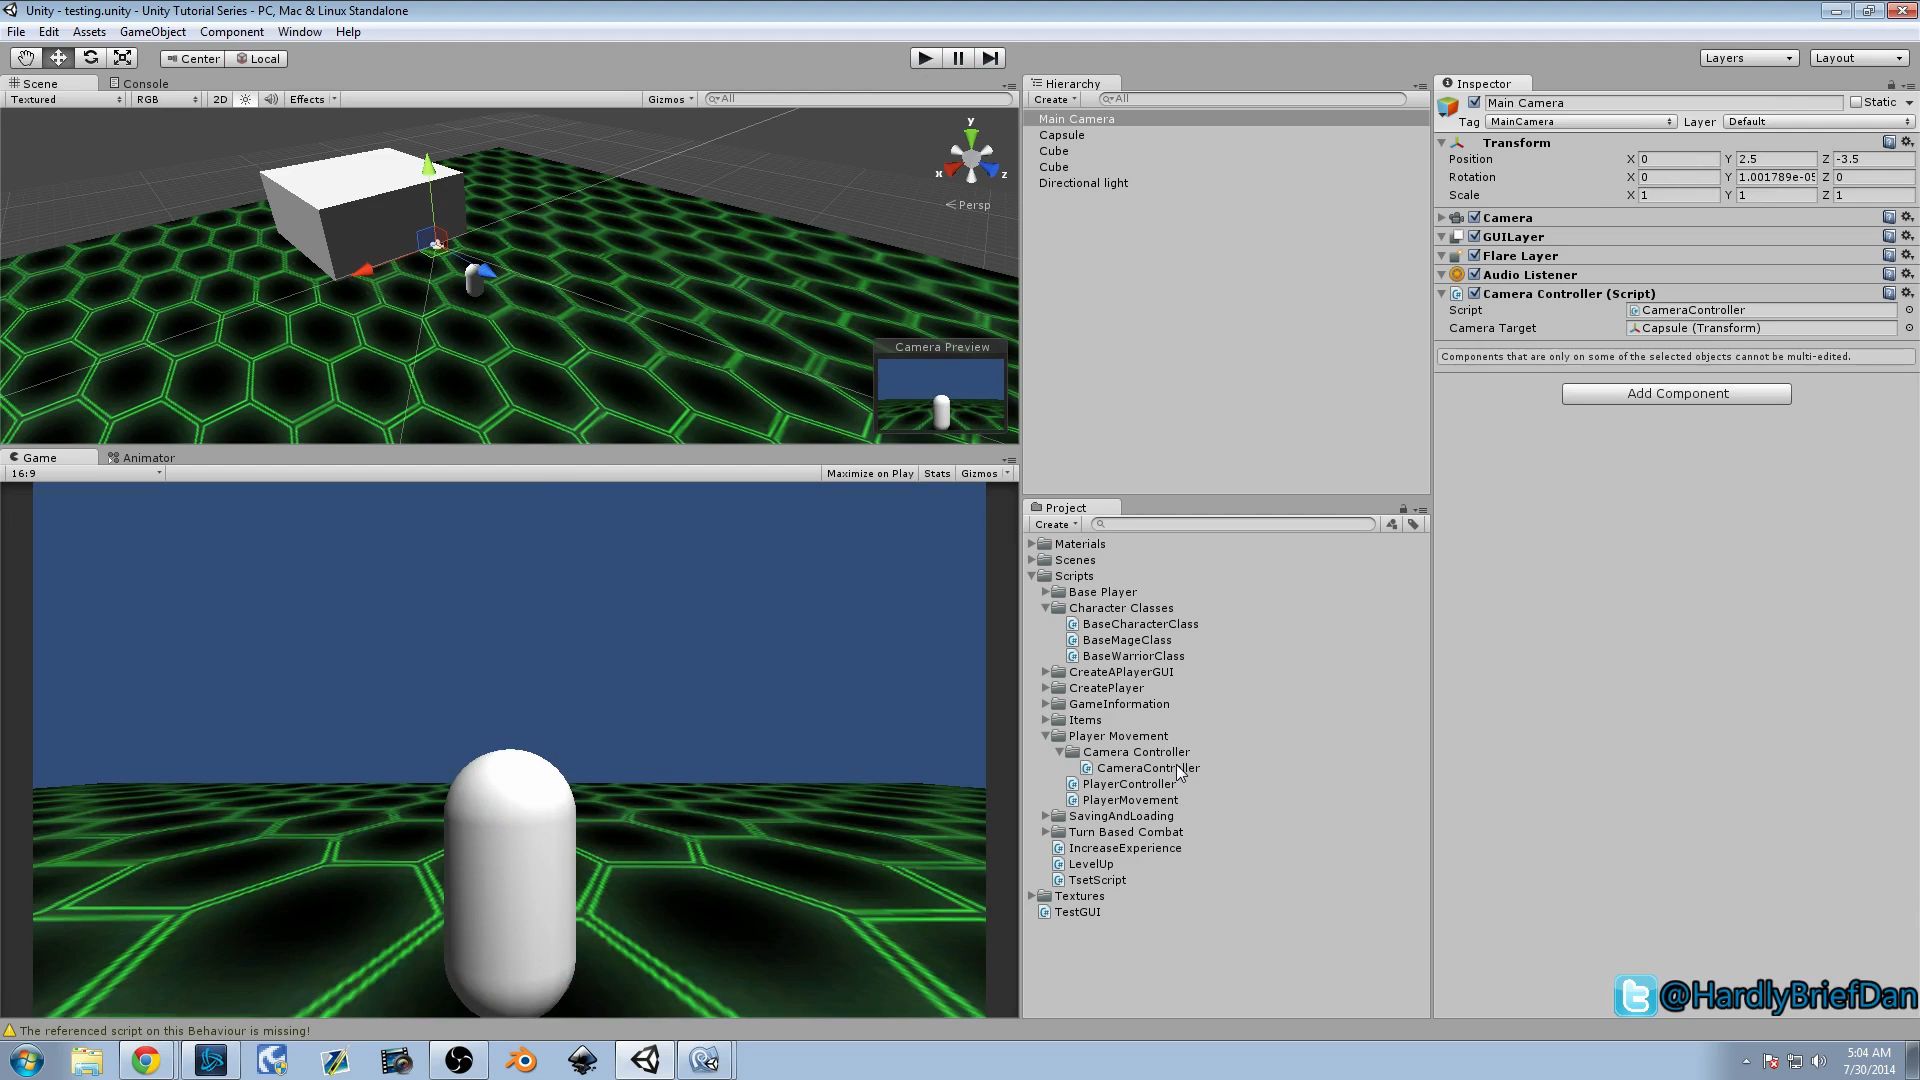 Unity - testing.unity - Unity Tutorial Series - PC, Mac & Linux Standalone
File Edit Assets GameObject Component Window Help
Center Local
Layers Layout
Scene Console
Textured RGB 2D Effects Gizmos All
y
x
z
Persp
Camera Preview
Game Animator
16:9 Maximize on Play Stats Gizmos
Hierarchy
Create All
Main Camera
Capsule
Cube
Cube
Directional light
Project
Create
Materials
Scenes
Scripts
Base Player
Character Classes
BaseCharacterClass
BaseMageClass
BaseWarriorClass
CreateAPlayerGUI
CreatePlayer
GameInformation
Items
Player Movement
Camera Controller
CameraController
PlayerController
PlayerMovement
SavingAndLoading
Turn Based Combat
IncreaseExperience
LevelUp
TsetScript
Textures
TestGUI
Inspector
Main Camera Static
Tag MainCamera Layer Default
Transform
Position X 0 Y 2.5 Z -3.5
Rotation X 0 Y 1.001789e-05 Z 0
Scale X 1 Y 1 Z 1
Camera
GUILayer
Flare Layer
Audio Listener
Camera Controller (Script)
Script CameraController
Camera Target Capsule (Transform)
Components that are only on some of the selected objects cannot be multi-edited.
Add Component
@HardlyBriefDan
The referenced script on this Behaviour is missing!
5:04 AM
7/30/2014